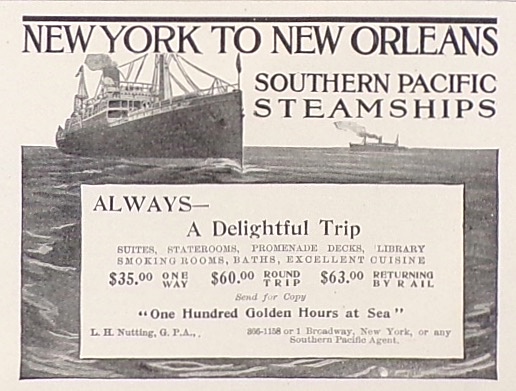 NEW YORK TO NEW ORLEANS
SOUTHERN PACIFIC
STEAMSHIPS
ALWAYS—
A Delightful Trip
SUITES, STATEROOMS, PROMENADE DECKS, LIBRARY
SMOKING ROOMS, BATHS, EXCELLENT CUISINE
$35.00 ONE WAY $60.00 ROUND TRIP $63.00 RETURNING BY RAIL
Send for Copy
"One Hundred Golden Hours at Sea"
L. H. Nutting, G. P. A., 366-1158 or 1 Broadway, New York, or any
Southern Pacific Agent.